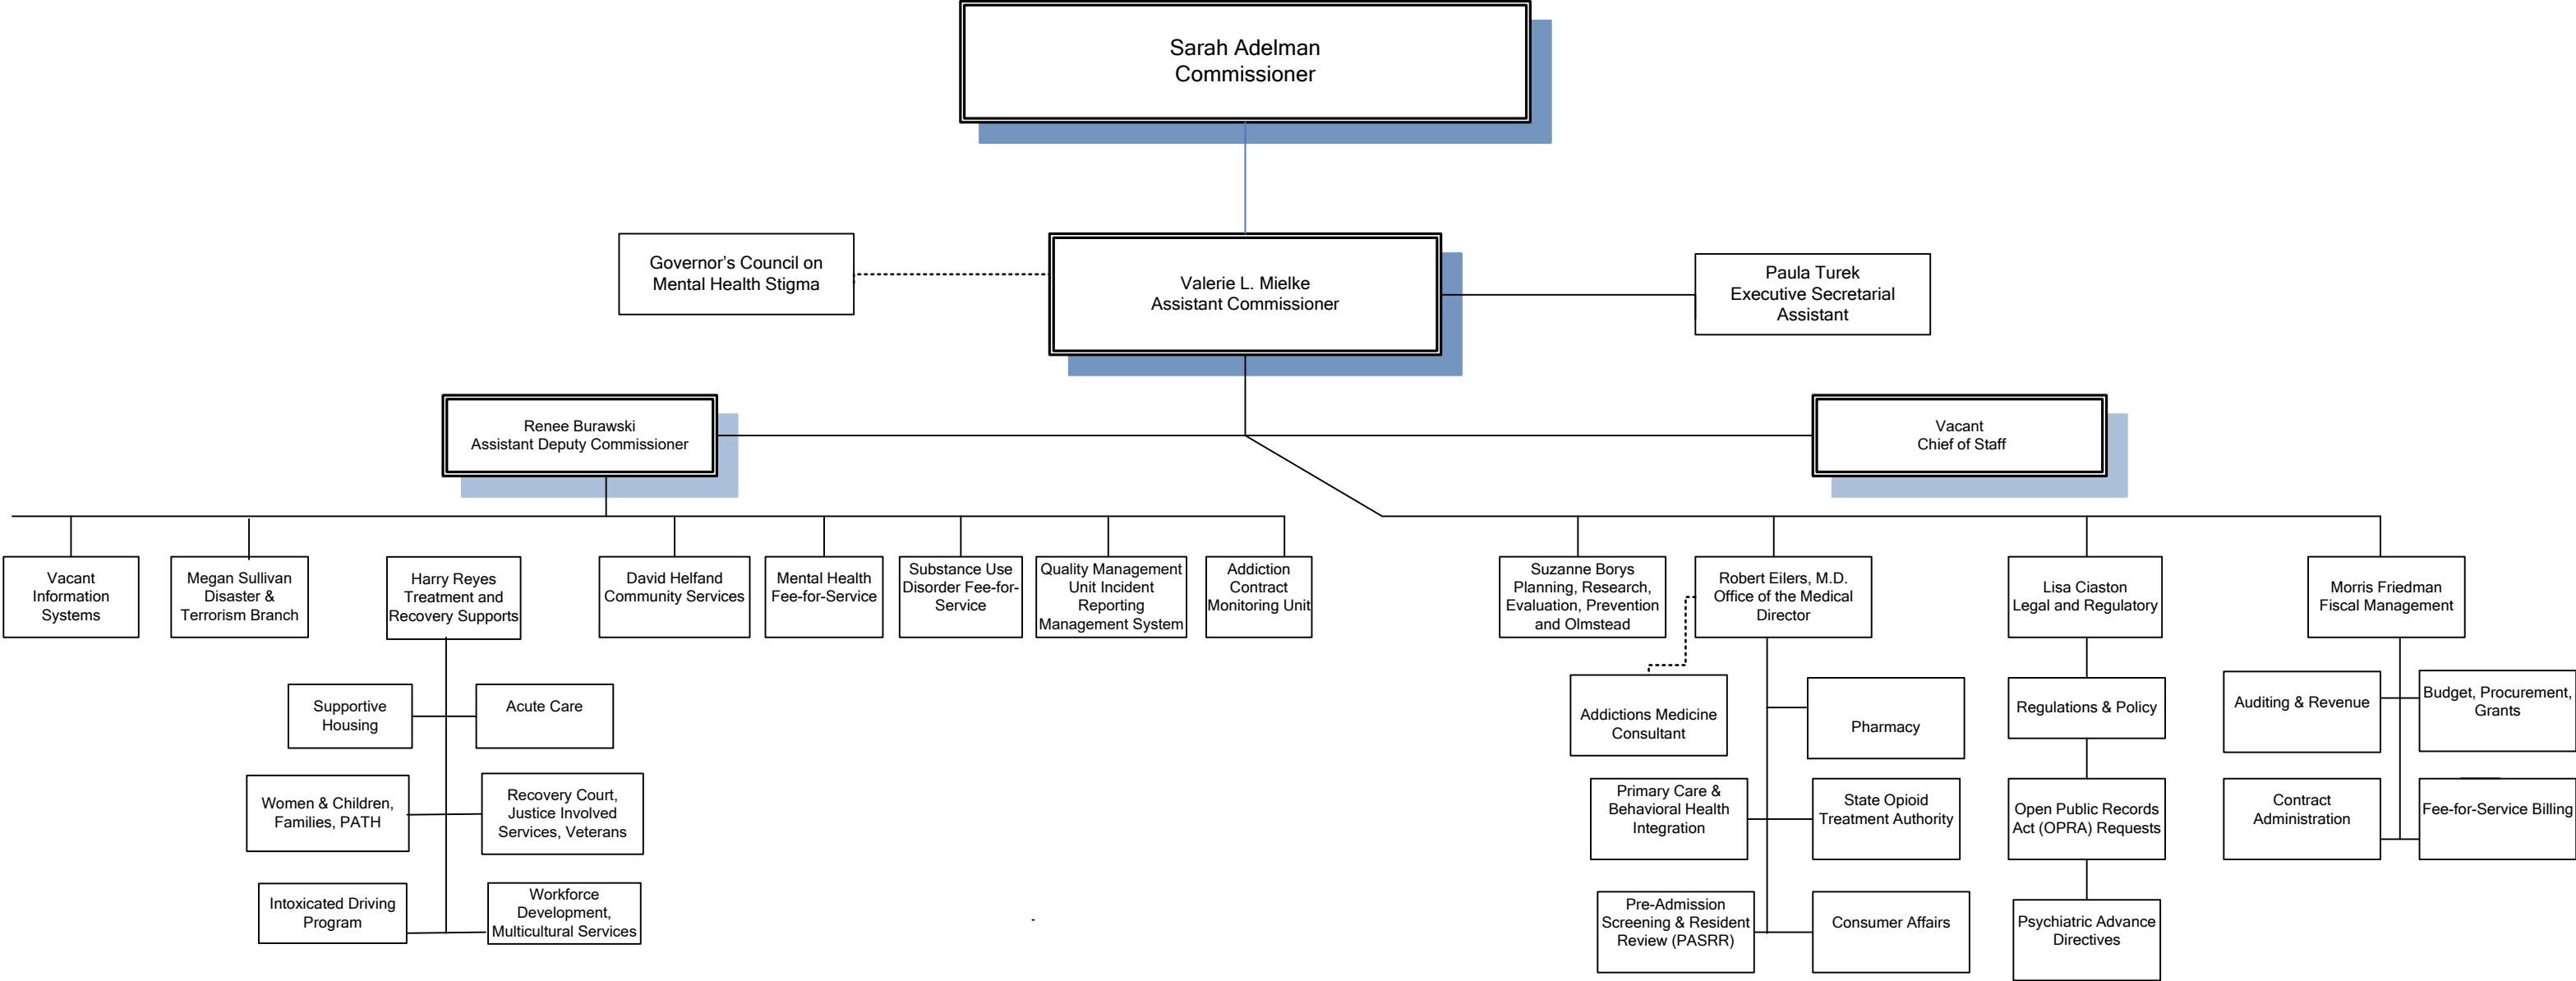 Sarah Adelman
Commissioner
Governor's Council on
Mental Health Stigma
Valerie L. Mielke
Assistant Commissioner
Paula Turek
Executive Secretarial
Assistant
Renee Burawski
Assistant Deputy Commissioner
Vacant
Chief of Staff
Vacant
Information
Systems
Megan Sullivan
Disaster &
Terrorism Branch
Harry Reyes
Treatment and
Recovery Supports
David Helfand
Community Services
Mental Health
Fee-for-Service
Substance Use
Disorder Fee-for-
Service
Quality Management
Unit Incident
Reporting
Management System
Addiction
Contract
Monitoring Unit
Suzanne Borys
Planning, Research,
Evaluation, Prevention
and Olmstead
Robert Eilers, M.D.
Office of the Medical
Director
Lisa Ciaston
Legal and Regulatory
Morris Friedman
Fiscal Management
Supportive
Housing
Acute Care
Women & Children,
Families, PATH
Recovery Court,
Justice Involved
Services, Veterans
Intoxicated Driving
Program
Workforce
Development,
Multicultural Services
Addictions Medicine
Consultant
Pharmacy
Primary Care &
Behavioral Health
Integration
State Opioid
Treatment Authority
Pre-Admission
Screening & Resident
Review (PASRR)
Consumer Affairs
Regulations & Policy
Open Public Records
Act (OPRA) Requests
Psychiatric Advance
Directives
Auditing & Revenue
Budget, Procurement,
Grants
Contract
Administration
Fee-for-Service Billing
.